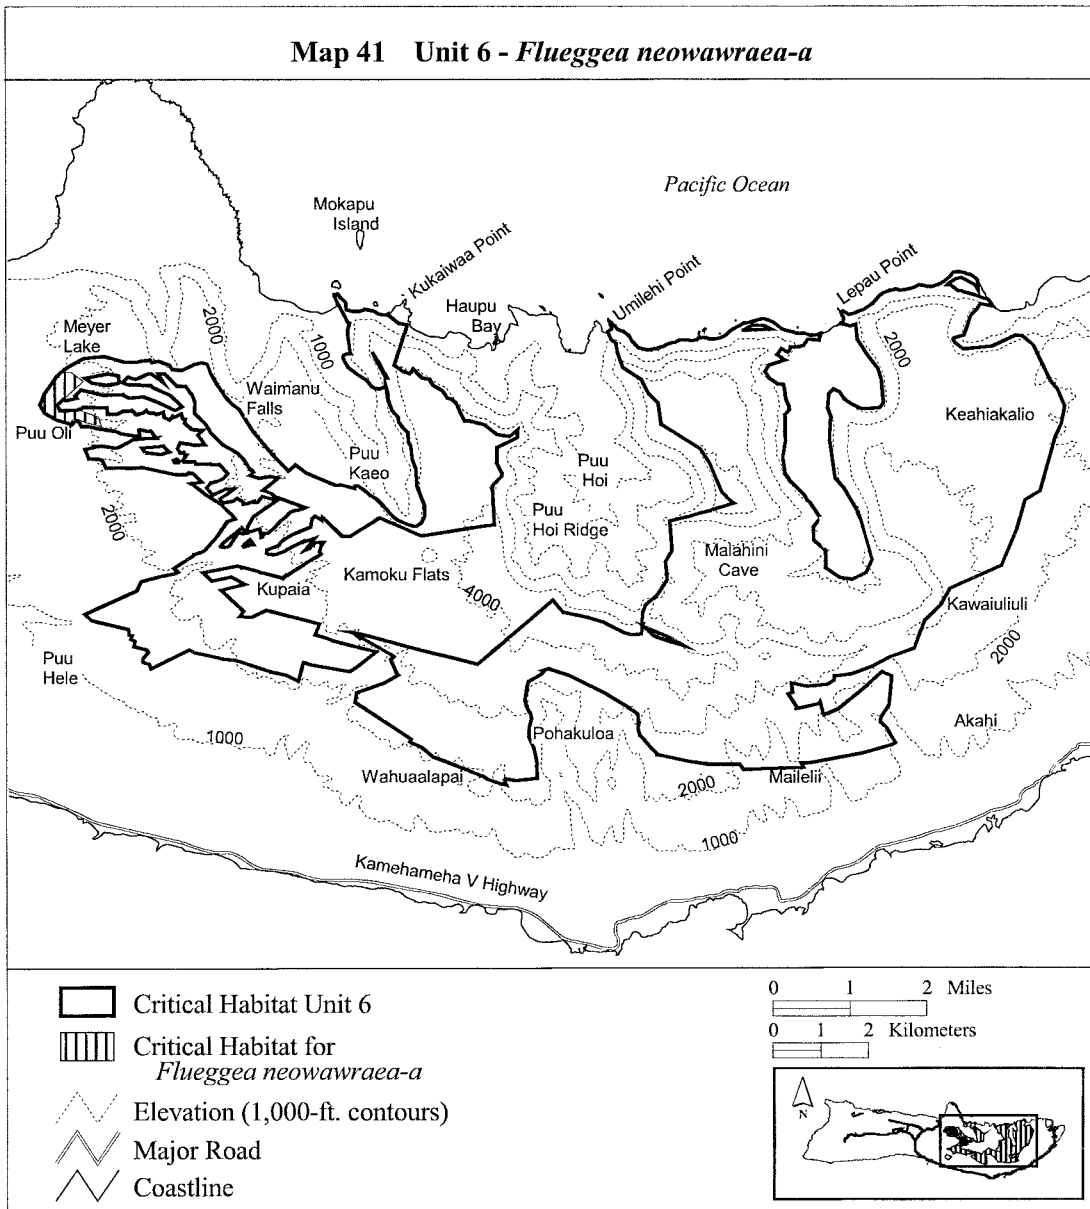 Map 41 Unit 6 - Flueggea neowawraea-a
Pacific Ocean
Mokapu
Island
Kukaiwaa Point
Haupu
Bay
Umilehi Point
Lepau Point
Meyer
Lake
2000
1000
2000
Waimanu
Falls
Keahiakalio
Puu Oli
Puu
Kaeo
Puu
Hoi
2000
Puu
Hoi Ridge
Malahini
Cave
Kamoku Flats
Kupaia
4000
Kawaiuliuli
2000
Puu
Hele
Akahi
1000
Pohakuloa
Wahuaalapai
Mailelii
2000
1000
Kamehameha V Highway
Critical Habitat Unit 6
Critical Habitat for
Flueggea neowawraea-a
Elevation (1,000-ft. contours)
Major Road
Coastline
0 1 2 Miles
0 1 2 Kilometers
N